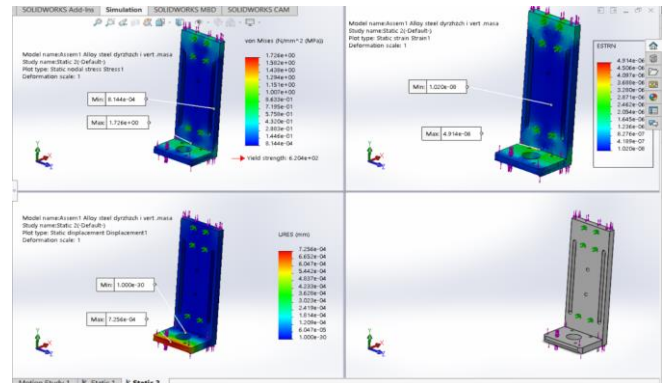 SOLIDWORKS Add-Ins Simulation SOLIDWORKS MBD SOLIDWORKS CAM
Model name:Assem1 Alloy steel dyrzhzch i vert .masa
Study name:Static 2(-Default-)
Plot type: Static nodal stress Stress1
Deformation scale: 1
von Mises (N/mm^2 (MPa))
1.726e+00
1.582e+00
1.438e+00
1.294e+00
1.151e+00
1.007e+00
8.633e-01
7.195e-01
5.758e-01
4.320e-01
2.883e-01
1.446e-01
8.144e-04
Yield strength: 6.204e+02
Min: 8.144e-04
Max: 1.726e+00
Model name:Assem1 Alloy steel dyrzhzch i vert .masa
Study name:Static 2(-Default-)
Plot type: Static strain Strain1
Deformation scale: 1
ESTRN
4.914e-06
4.506e-06
4.097e-06
3.688e-06
3.280e-06
2.871e-06
2.462e-06
2.054e-06
1.645e-06
1.236e-06
8.276e-07
4.189e-07
1.020e-08
Min: 1.020e-08
Max: 4.914e-06
Model name:Assem1 Alloy steel dyrzhzch i vert .masa
Study name:Static 2(-Default-)
Plot type: Static displacement Displacement1
Deformation scale: 1
URES (mm)
7.256e-04
6.652e-04
6.047e-04
5.442e-04
4.837e-04
4.233e-04
3.628e-04
3.023e-04
2.419e-04
1.814e-04
1.209e-04
6.047e-05
1.000e-30
Min: 1.000e-30
Max: 7.256e-04
Motion Study 1 Static 1 Static 2